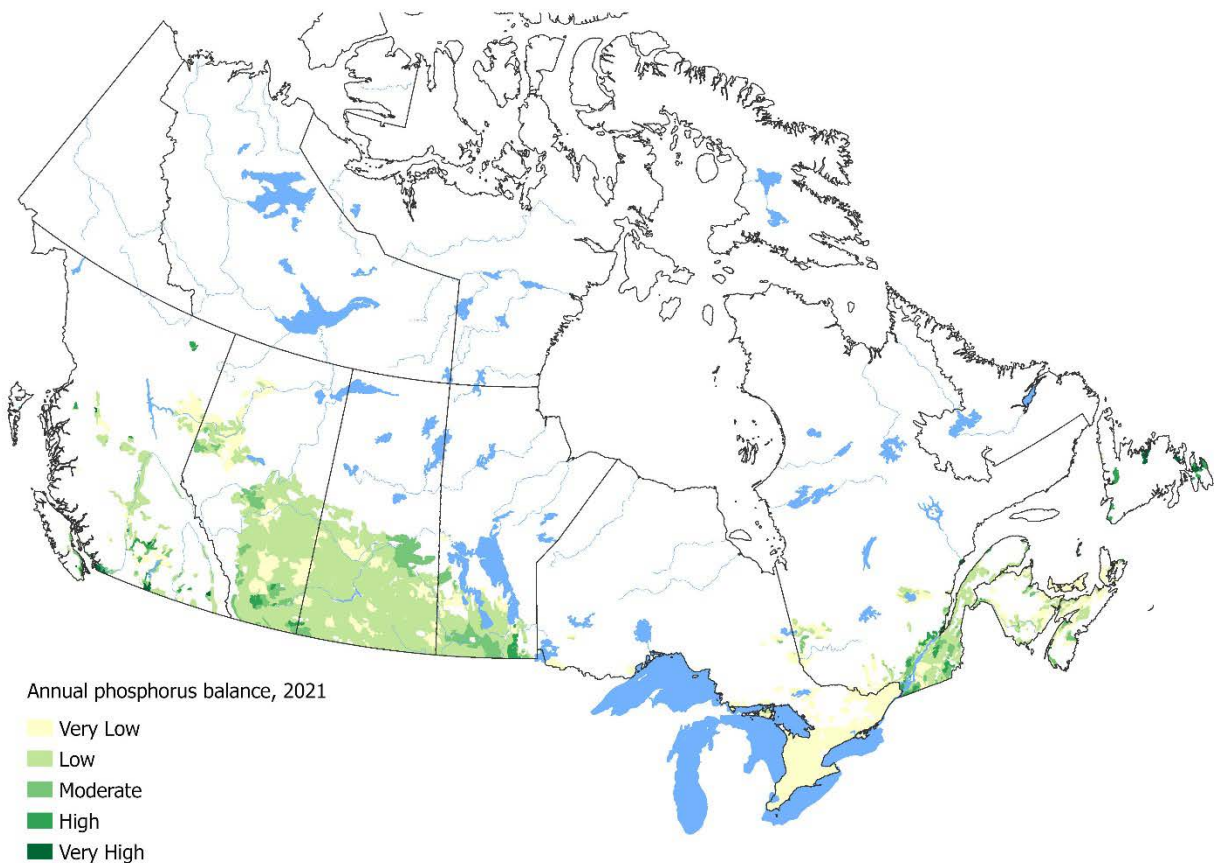 Annual phosphorus balance, 2021
Very Low
Low
Moderate
High
Very High